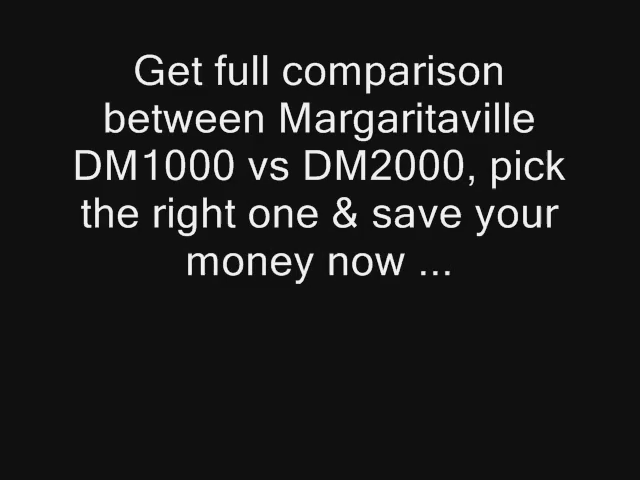 Get full comparison
between Margaritaville
DM1000 vs DM2000, pick
the right one & save your
money now ...